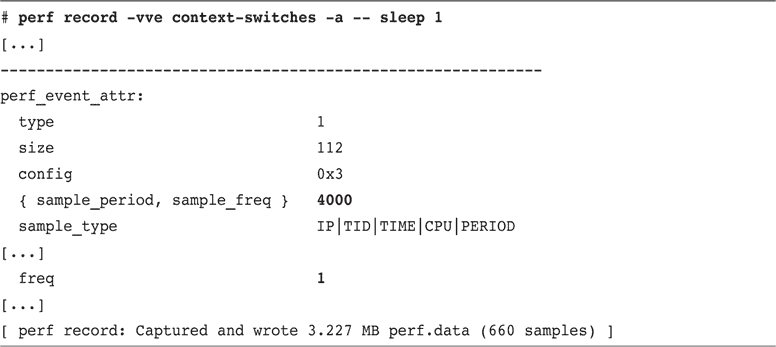 # perf record -vve context-switches -a -- sleep 1
[...]
------------------------------------------------------------
perf_event_attr:
  type                             1
  size                             112
  config                           0x3
  { sample_period, sample_freq }   4000
  sample_type                      IP|TID|TIME|CPU|PERIOD
[...]
  freq                             1
[...]
[ perf record: Captured and wrote 3.227 MB perf.data (660 samples) ]